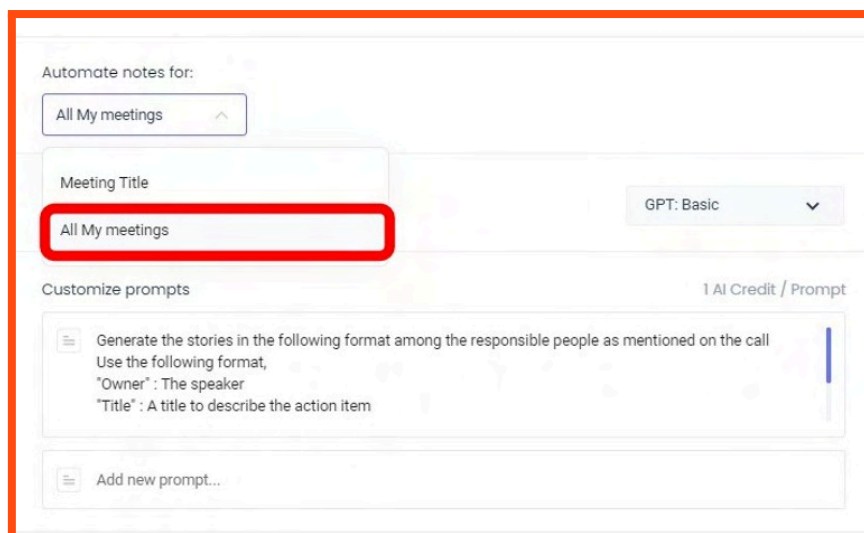 Automate notes for:
All My meetings
Meeting Title
GPT: Basic
All My meetings
Customize prompts
1 AI Credit / Prompt
Generate the stories in the following format among the responsible people as mentioned on the call
Use the following format,
"Owner" : The speaker
"Title" : A title to describe the action item
Add new prompt...